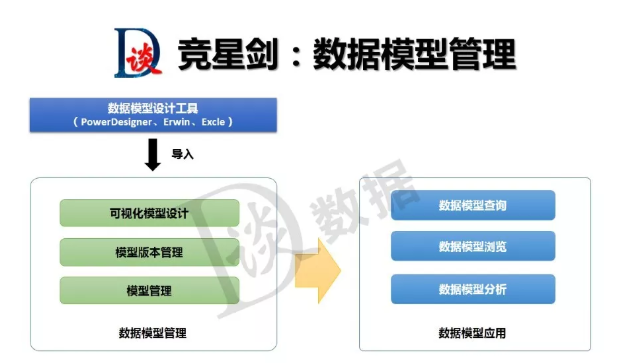 D谈 竞星剑：数据模型管理
数据模型设计工具
（PowerDesigner、Erwin、Excle）
导入
可视化模型设计
模型版本管理
模型管理
数据模型管理
数据模型查询
数据模型浏览
数据模型分析
数据模型应用
D谈数据